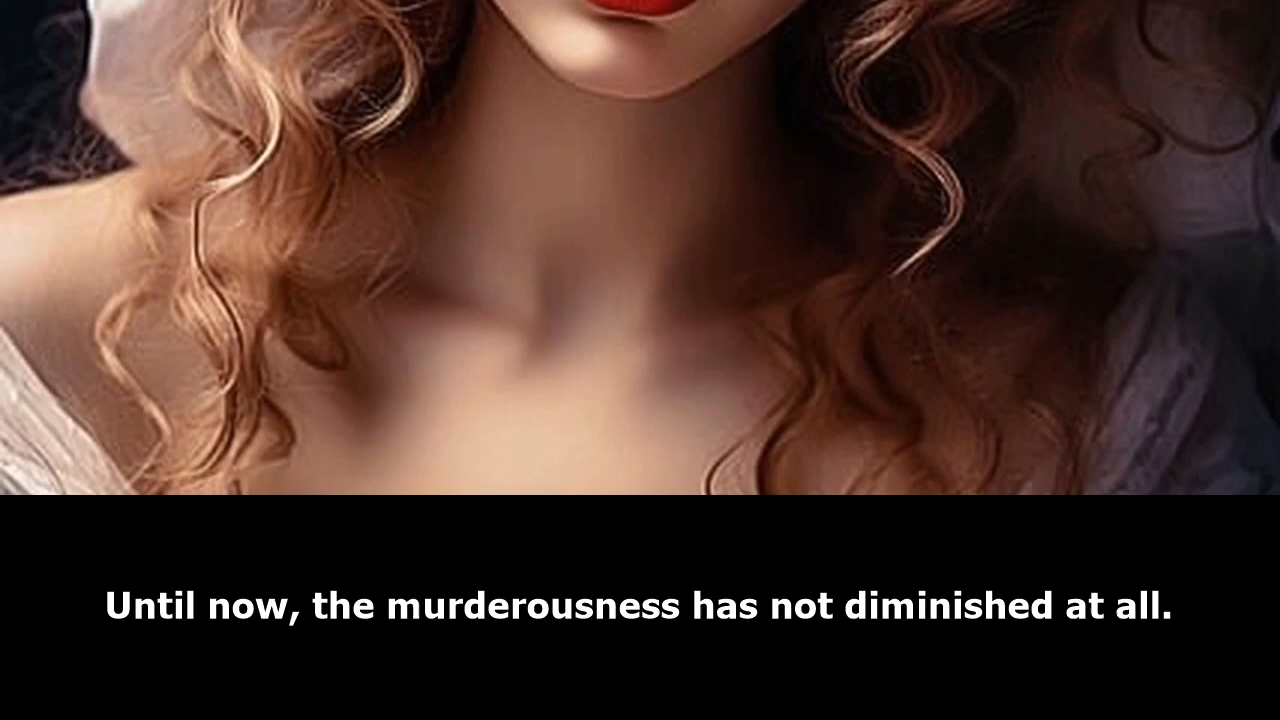 Until now, the murderousness has not diminished at all.